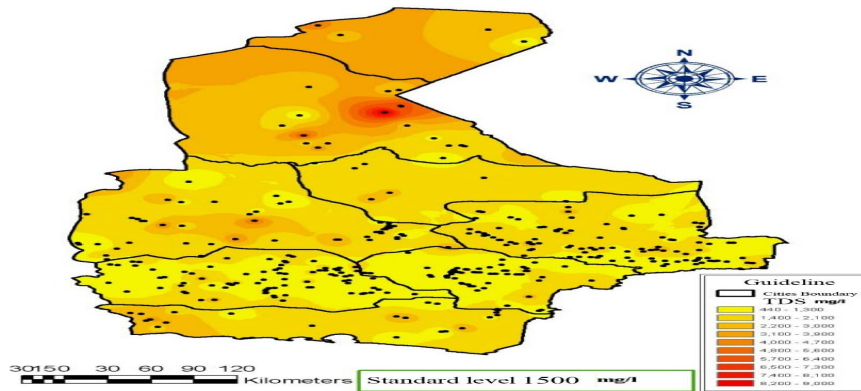 N
W E
S
Guideline
Cities Boundary
TDS mg/l
440 - 1,300
1,400 - 2,100
2,200 - 3,000
3,100 - 3,900
4,000 - 4,700
4,800 - 5,600
5,700 - 6,400
6,500 - 7,300
7,400 - 8,100
8,200 - 9,000
30150 30 60 90 120
Kilometers
Standard level 1500 mg/l